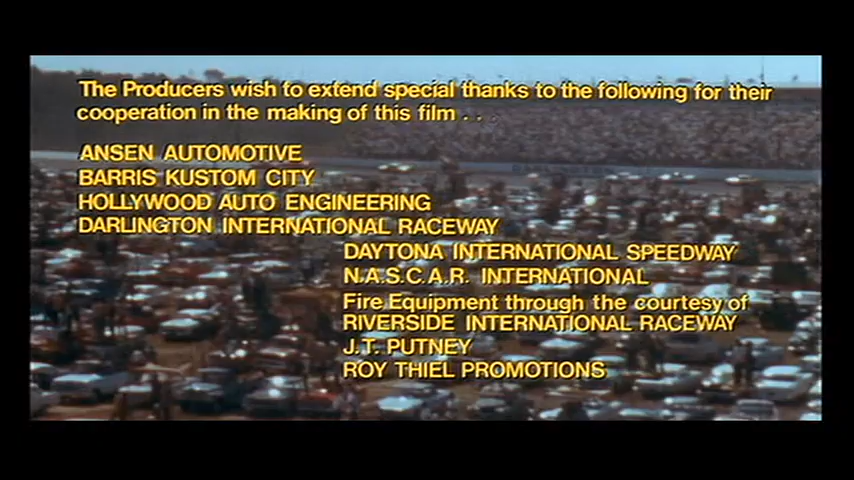 The Producers wish to extend special thanks to the following for their
cooperation in the making of this film . . .
ANSEN AUTOMOTIVE
BARRIS KUSTOM CITY
HOLLYWOOD AUTO ENGINEERING
DARLINGTON INTERNATIONAL RACEWAY
DAYTONA INTERNATIONAL SPEEDWAY
N.A.S.C.A.R. INTERNATIONAL
Fire Equipment through the courtesy of
RIVERSIDE INTERNATIONAL RACEWAY
J.T. PUTNEY
ROY THIEL PROMOTIONS